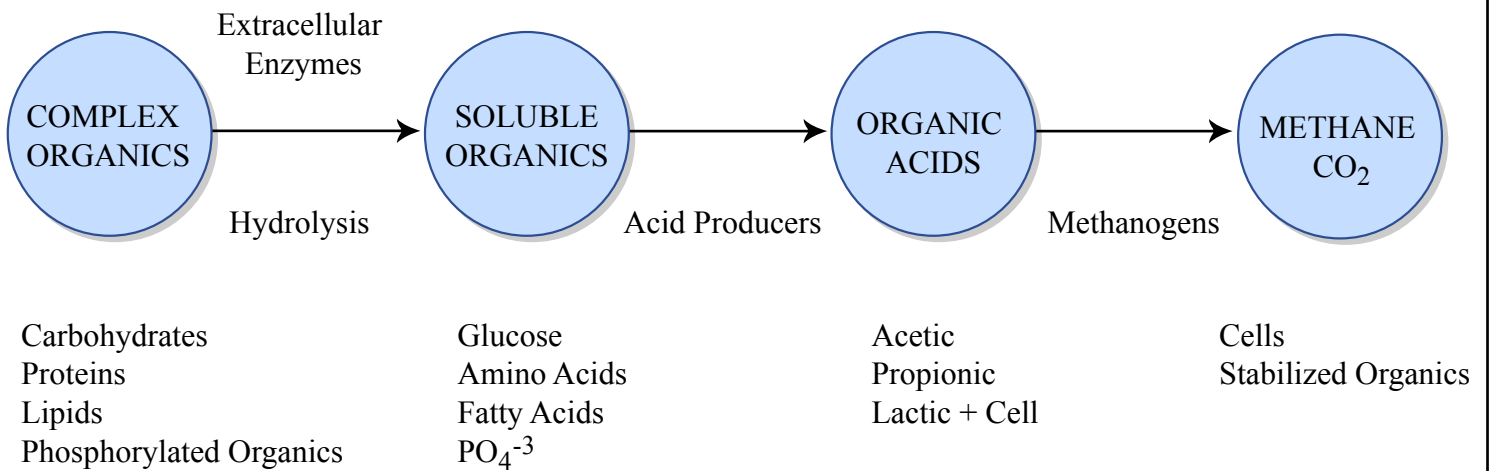 Extracellular
Enzymes
COMPLEX
ORGANICS
SOLUBLE
ORGANICS
ORGANIC
ACIDS
METHANE
CO2
Hydrolysis
Acid Producers
Methanogens
Carbohydrates
Proteins
Lipids
Phosphorylated Organics
Glucose
Amino Acids
Fatty Acids
PO4-3
Acetic
Propionic
Lactic + Cell
Cells
Stabilized Organics